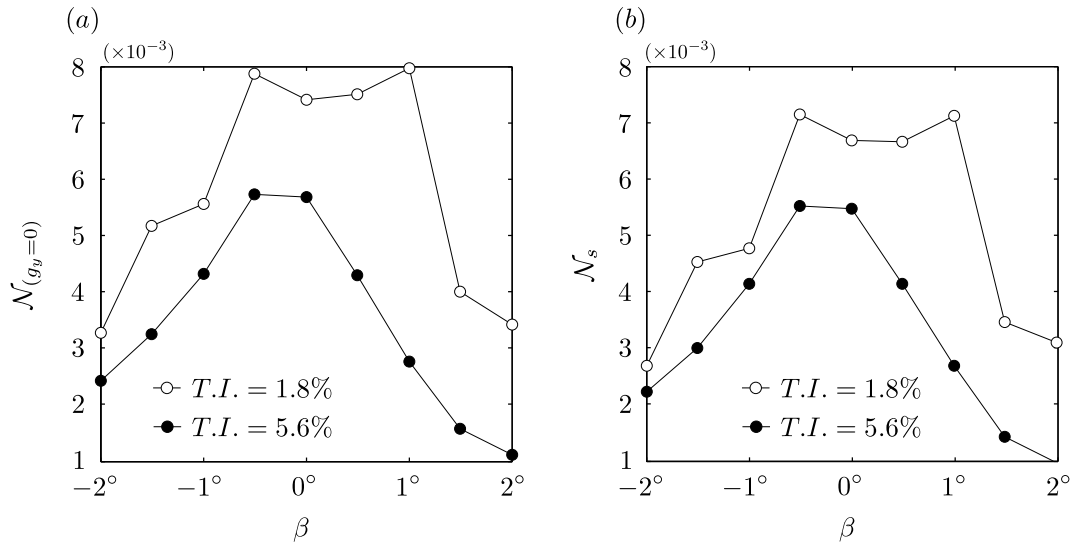 (a)
(×10⁻³)
8
7
6
5
4
3
2
1
𝒩(g_y=0)
T.I. = 1.8%
T.I. = 5.6%
−2° −1° 0° 1° 2°
β
(b)
(×10⁻³)
8
7
6
5
4
3
2
1
𝒩_s
T.I. = 1.8%
T.I. = 5.6%
−2° −1° 0° 1° 2°
β